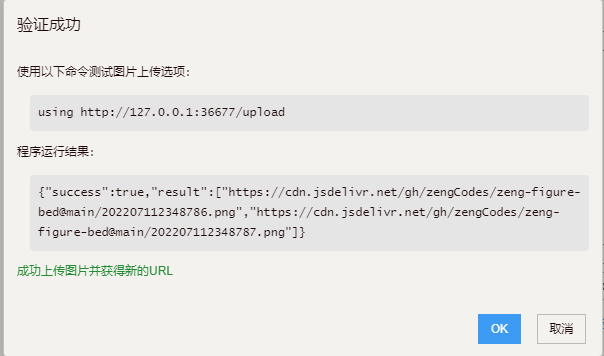 验证成功
使用以下命令测试图片上传选项:
using http://127.0.0.1:36677/upload
程序运行结果:
{"success":true,"result":["https://cdn.jsdelivr.net/gh/zengCodes/zeng-figure-
bed@main/202207112348786.png","https://cdn.jsdelivr.net/gh/zengCodes/zeng-
figure-bed@main/202207112348787.png"]}
成功上传图片并获得新的URL
OK 取消